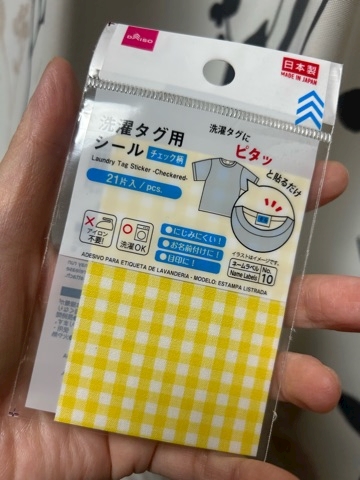 DAISO
日本製
MADE IN JAPAN
洗濯タグ用
シール チェック柄
Laundry Tag Sticker -Checkered-
21片入/pcs.
洗濯タグに
ピタッ
と貼るだけ
アイロン
不要!
洗濯OK
●にじみにくい!
●お名前付けに!
●目印に!
イラストはイメージです。
ネームラベル
Name Labels
No.
10
ADESIVO PARA ETIQUETA DE LAVANDERIA - MODELO: ESTAMPA LISTRADA